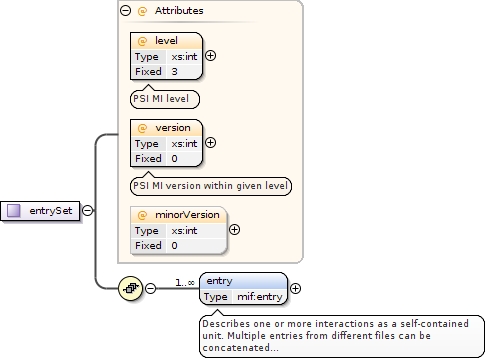 Attributes
level
Type xs:int
Fixed 3
PSI MI level
version
Type xs:int
Fixed 0
PSI MI version within given level
minorVersion
Type xs:int
Fixed 0
entrySet
1..∞
entry
Type mif:entry
Describes one or more interactions as a self-contained
unit. Multiple entries from different files can be
concatenated...